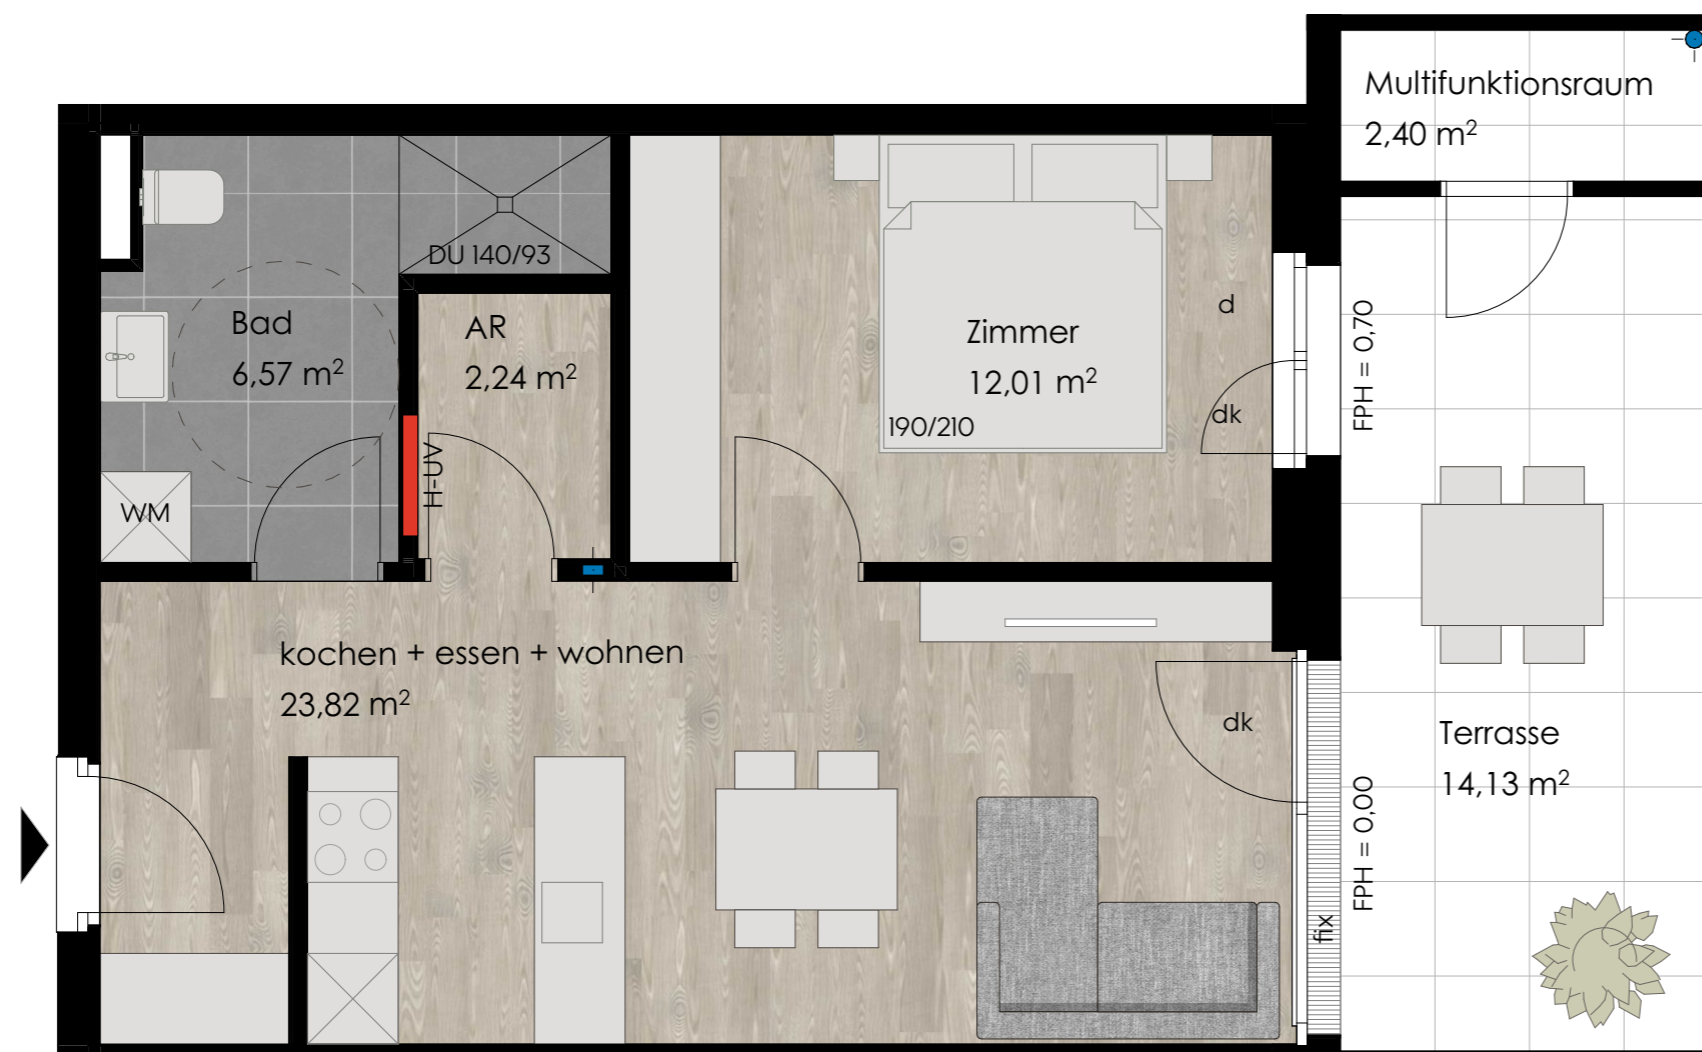 Multifunktionsraum
2,40 m²
DU 140/93
Bad
6,57 m²
AR
2,24 m²
Zimmer
12,01 m²
190/210
d
dk
FPH = 0,70
H-UV
WM
kochen + essen + wohnen
23,82 m²
dk
Terrasse
14,13 m²
FPH = 0,00
fix